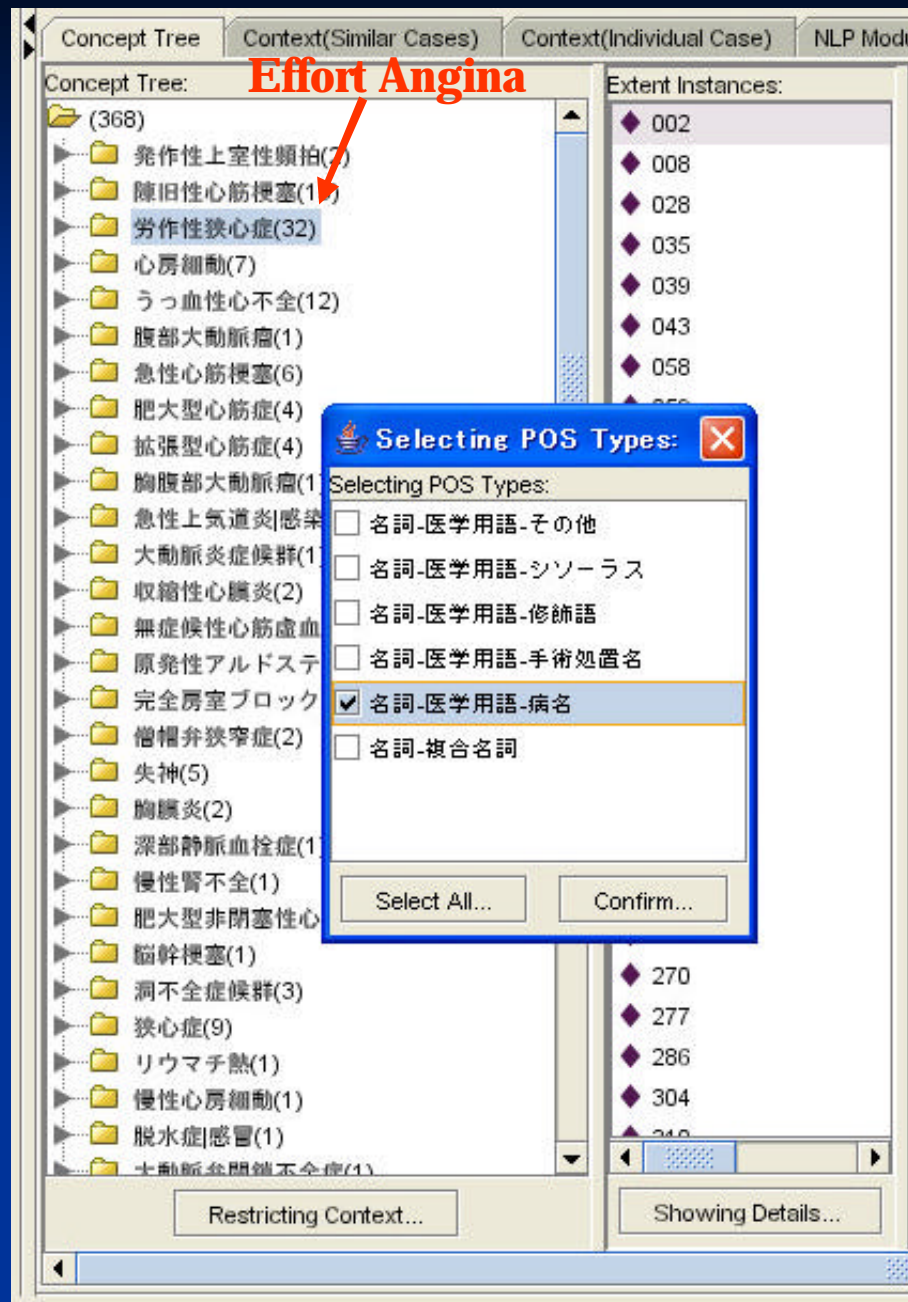 Concept Tree
Context(Similar Cases)
Context(Individual Case)
NLP Modu
Concept Tree:
Effort Angina
Extent Instances:
(368)
発作性上室性頻拍(2)
陳旧性心筋梗塞(1
労作性狭心症(32)
心房細動(7)
うっ血性心不全(12)
腹部大動脈瘤(1)
急性心筋梗塞(6)
肥大型心筋症(4)
拡張型心筋症(4)
胸腹部大動脈瘤(1
急性上気道炎|感染
大動脈炎症候群(1
収縮性心膜炎(2)
無症候性心筋虚血
原発性アルドステ
完全房室ブロック
僧帽弁狭窄症(2)
失神(5)
胸膜炎(2)
深部静脈血栓症(1
慢性腎不全(1)
肥大型非閉塞性心
脳幹梗塞(1)
洞不全症候群(3)
狭心症(9)
リウマチ熱(1)
慢性心房細動(1)
脱水症|感冒(1)
大動脈弁閉鎖不全症(1)
Restricting Context...
002
008
028
035
039
043
058
270
277
286
304
Showing Details...
Selecting POS Types:
Selecting POS Types:
名詞-医学用語-その他
名詞-医学用語-シソーラス
名詞-医学用語-修飾語
名詞-医学用語-手術処置名
名詞-医学用語-病名
名詞-複合名詞
Select All...
Confirm...